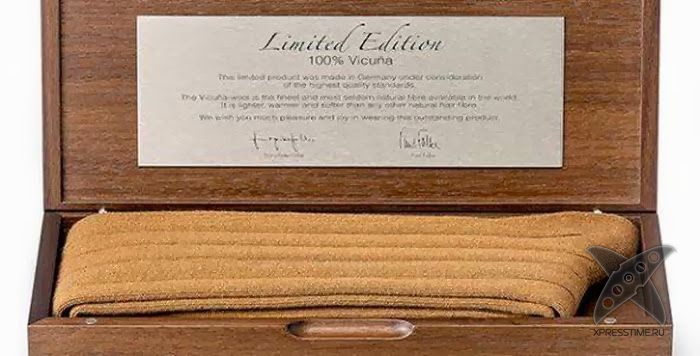 Limited Edition
100% Vicuña
This limited product was made in Germany under consideration
of the highest quality standards.
The Vicuña-wool is the finest and most seldom natural fibre available in the world.
It is lighter, warmer and softer than any other natural hair fibre.
We wish you much pleasure and joy in wearing this outstanding product.
XPRESSTIME.RU